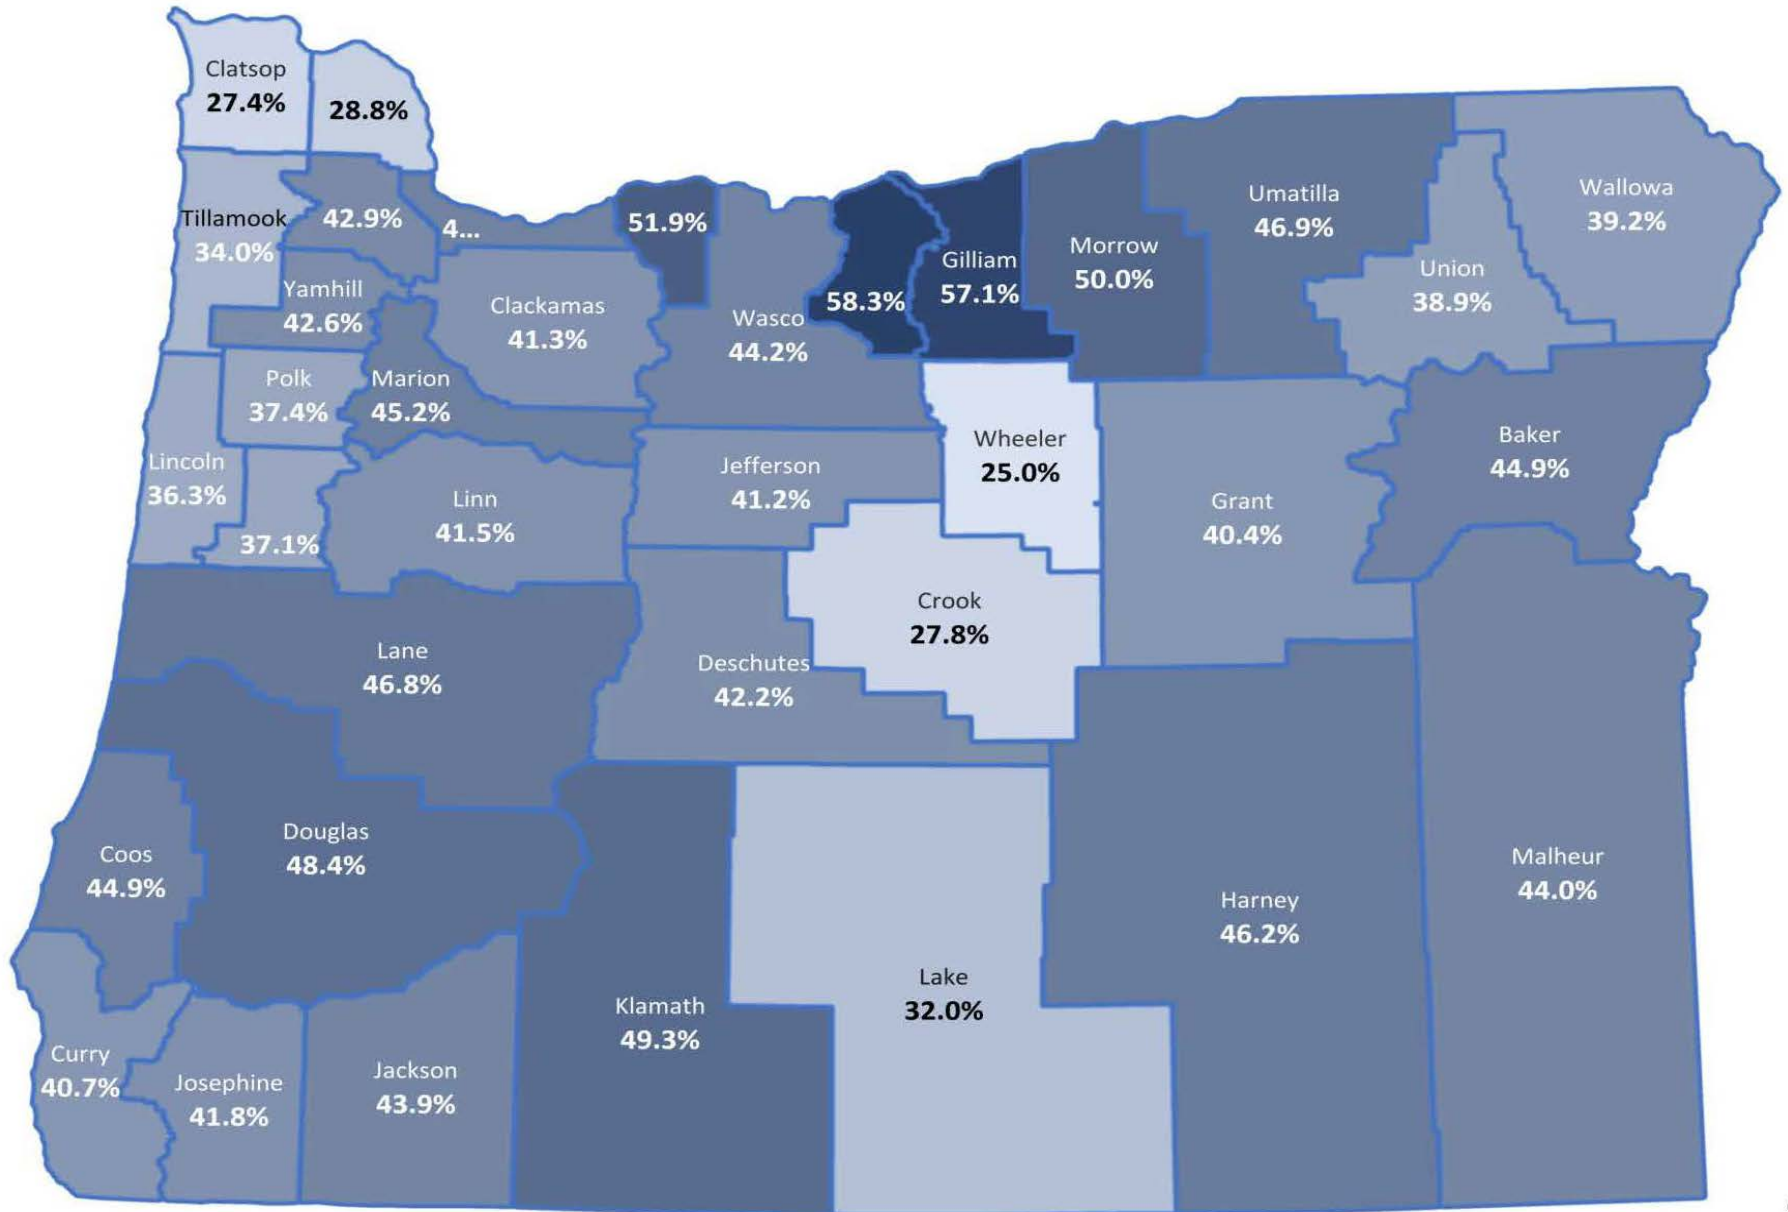 Clatsop
27.4%
28.8%
Tillamook
34.0%
42.9%
4...
51.9%
58.3%
Gilliam
57.1%
Morrow
50.0%
Umatilla
46.9%
Union
38.9%
Wallowa
39.2%
Yamhill
42.6%
Clackamas
41.3%
Wasco
44.2%
Polk
37.4%
Marion
45.2%
Wheeler
25.0%
Baker
44.9%
Lincoln
36.3%
37.1%
Linn
41.5%
Jefferson
41.2%
Grant
40.4%
Crook
27.8%
Lane
46.8%
Deschutes
42.2%
Coos
44.9%
Douglas
48.4%
Harney
46.2%
Malheur
44.0%
Curry
40.7%
Josephine
41.8%
Jackson
43.9%
Klamath
49.3%
Lake
32.0%